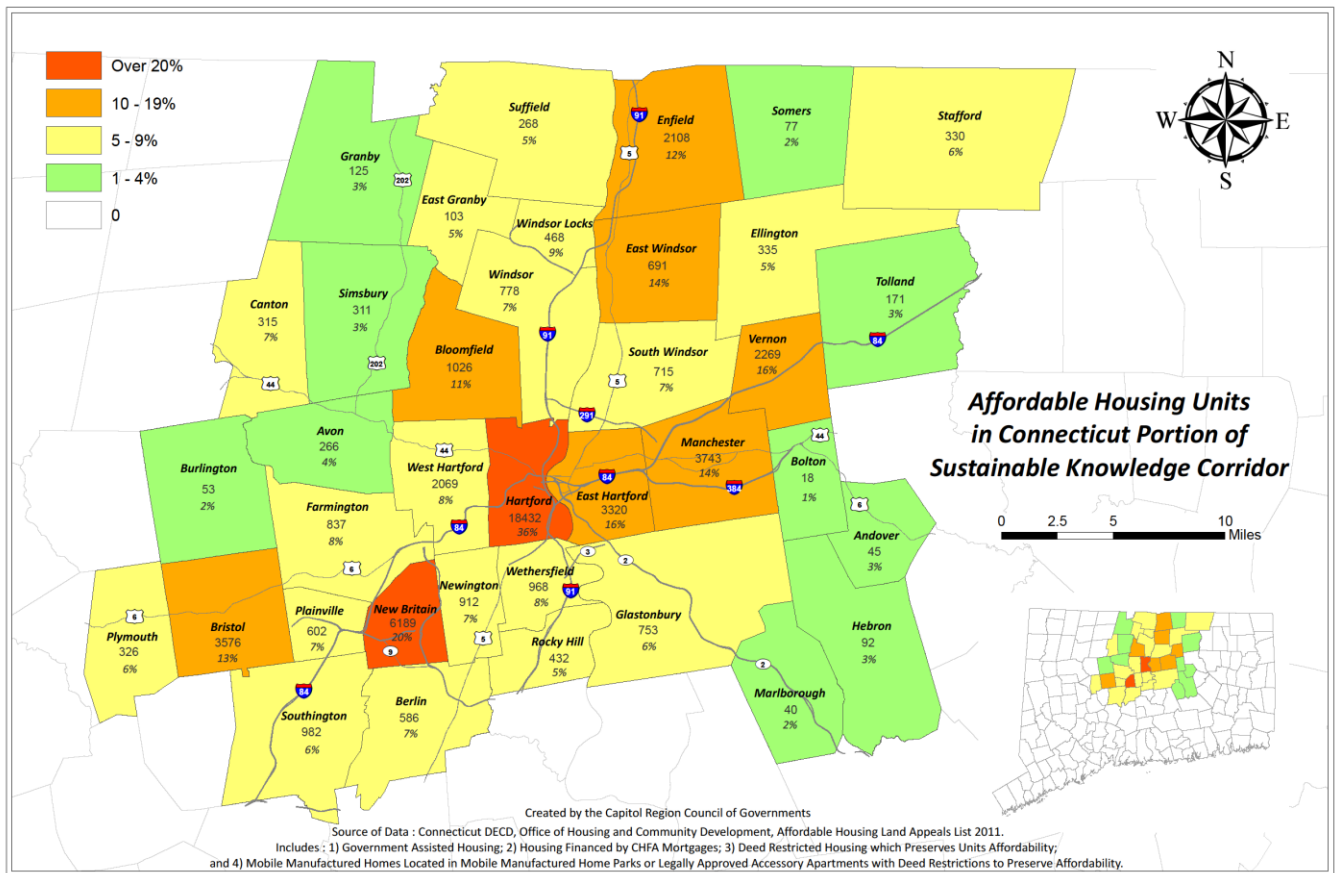 Over 20%
10 - 19%
5 - 9%
1 - 4%
0
N
W
E
S
Suffield
268
5%
91
Enfield
2108
12%
5
Somers
77
2%
Stafford
330
6%
Granby
125
3%
202
East Granby
103
5%
Windsor Locks
468
9%
East Windsor
691
14%
Ellington
335
5%
Windsor
778
7%
Tolland
171
3%
Canton
315
7%
Simsbury
311
3%
202
44
Bloomfield
1026
11%
91
South Windsor
715
7%
5
Vernon
2269
16%
84
291
Affordable Housing Units
in Connecticut Portion of
Sustainable Knowledge Corridor
0 2.5 5 10
Miles
Burlington
53
2%
Avon
266
4%
44
West Hartford
2069
8%
Hartford
18432
36%
84
East Hartford
3320
16%
Manchester
3743
14%
384
Bolton
18
1%
44
6
Andover
45
3%
Farmington
837
8%
84
6
Plymouth
326
6%
6
Bristol
3576
13%
Plainville
602
7%
New Britain
6189
20%
9
Newington
912
7%
5
Wethersfield
968
8%
91
3
2
Rocky Hill
432
5%
Glastonbury
753
6%
Hebron
92
3%
2
Marlborough
40
2%
84
Southington
982
6%
Berlin
586
7%
Created by the Capitol Region Council of Governments
Source of Data : Connecticut DECD, Office of Housing and Community Development, Affordable Housing Land Appeals List 2011.
Includes : 1) Government Assisted Housing; 2) Housing Financed by CHFA Mortgages; 3) Deed Restricted Housing which Preserves Units Affordability;
and 4) Mobile Manufactured Homes Located in Mobile Manufactured Home Parks or Legally Approved Accessory Apartments with Deed Restrictions to Preserve Affordability.